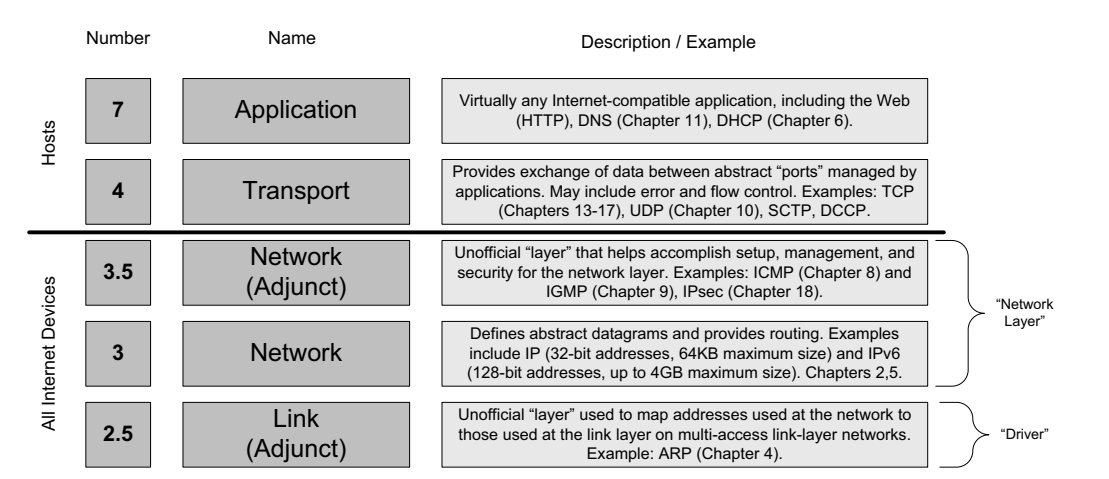 Number Name Description / Example
Hosts
7
Application
Virtually any Internet-compatible application, including the Web
(HTTP), DNS (Chapter 11), DHCP (Chapter 6).
4
Transport
Provides exchange of data between abstract “ports” managed by
applications. May include error and flow control. Examples: TCP
(Chapters 13-17), UDP (Chapter 10), SCTP, DCCP.
All Internet Devices
3.5
Network
(Adjunct)
Unofficial “layer” that helps accomplish setup, management, and
security for the network layer. Examples: ICMP (Chapter 8) and
IGMP (Chapter 9), IPsec (Chapter 18).
3
Network
Defines abstract datagrams and provides routing. Examples
include IP (32-bit addresses, 64KB maximum size) and IPv6
(128-bit addresses, up to 4GB maximum size). Chapters 2,5.
“Network
Layer”
2.5
Link
(Adjunct)
Unofficial “layer” used to map addresses used at the network to
those used at the link layer on multi-access link-layer networks.
Example: ARP (Chapter 4).
“Driver”